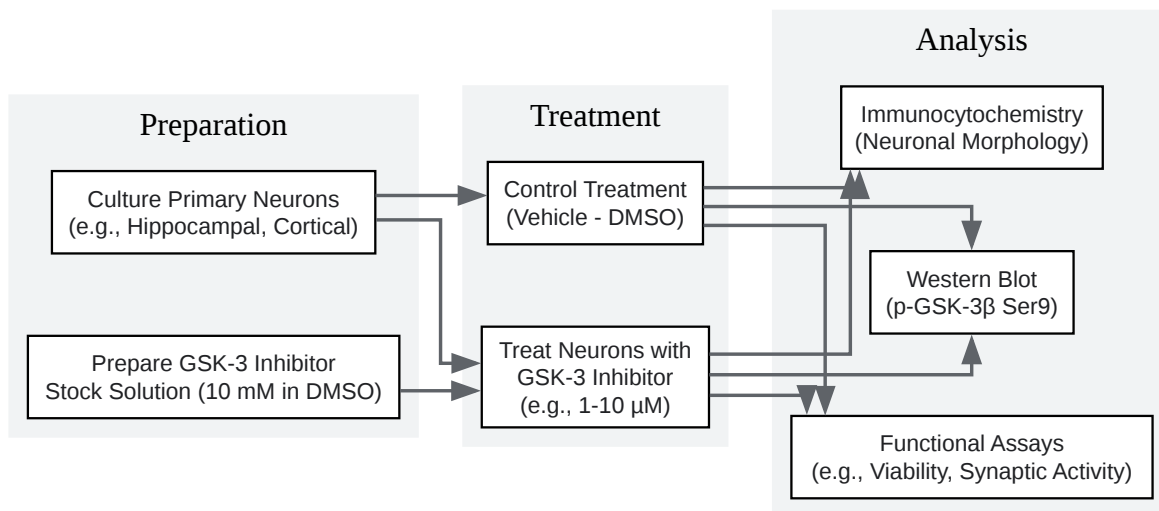 Preparation
Culture Primary Neurons
(e.g., Hippocampal, Cortical)
Prepare GSK-3 Inhibitor
Stock Solution (10 mM in DMSO)
Treatment
Control Treatment
(Vehicle - DMSO)
Treat Neurons with
GSK-3 Inhibitor
(e.g., 1-10 µM)
Analysis
Immunocytochemistry
(Neuronal Morphology)
Western Blot
(p-GSK-3β Ser9)
Functional Assays
(e.g., Viability, Synaptic Activity)